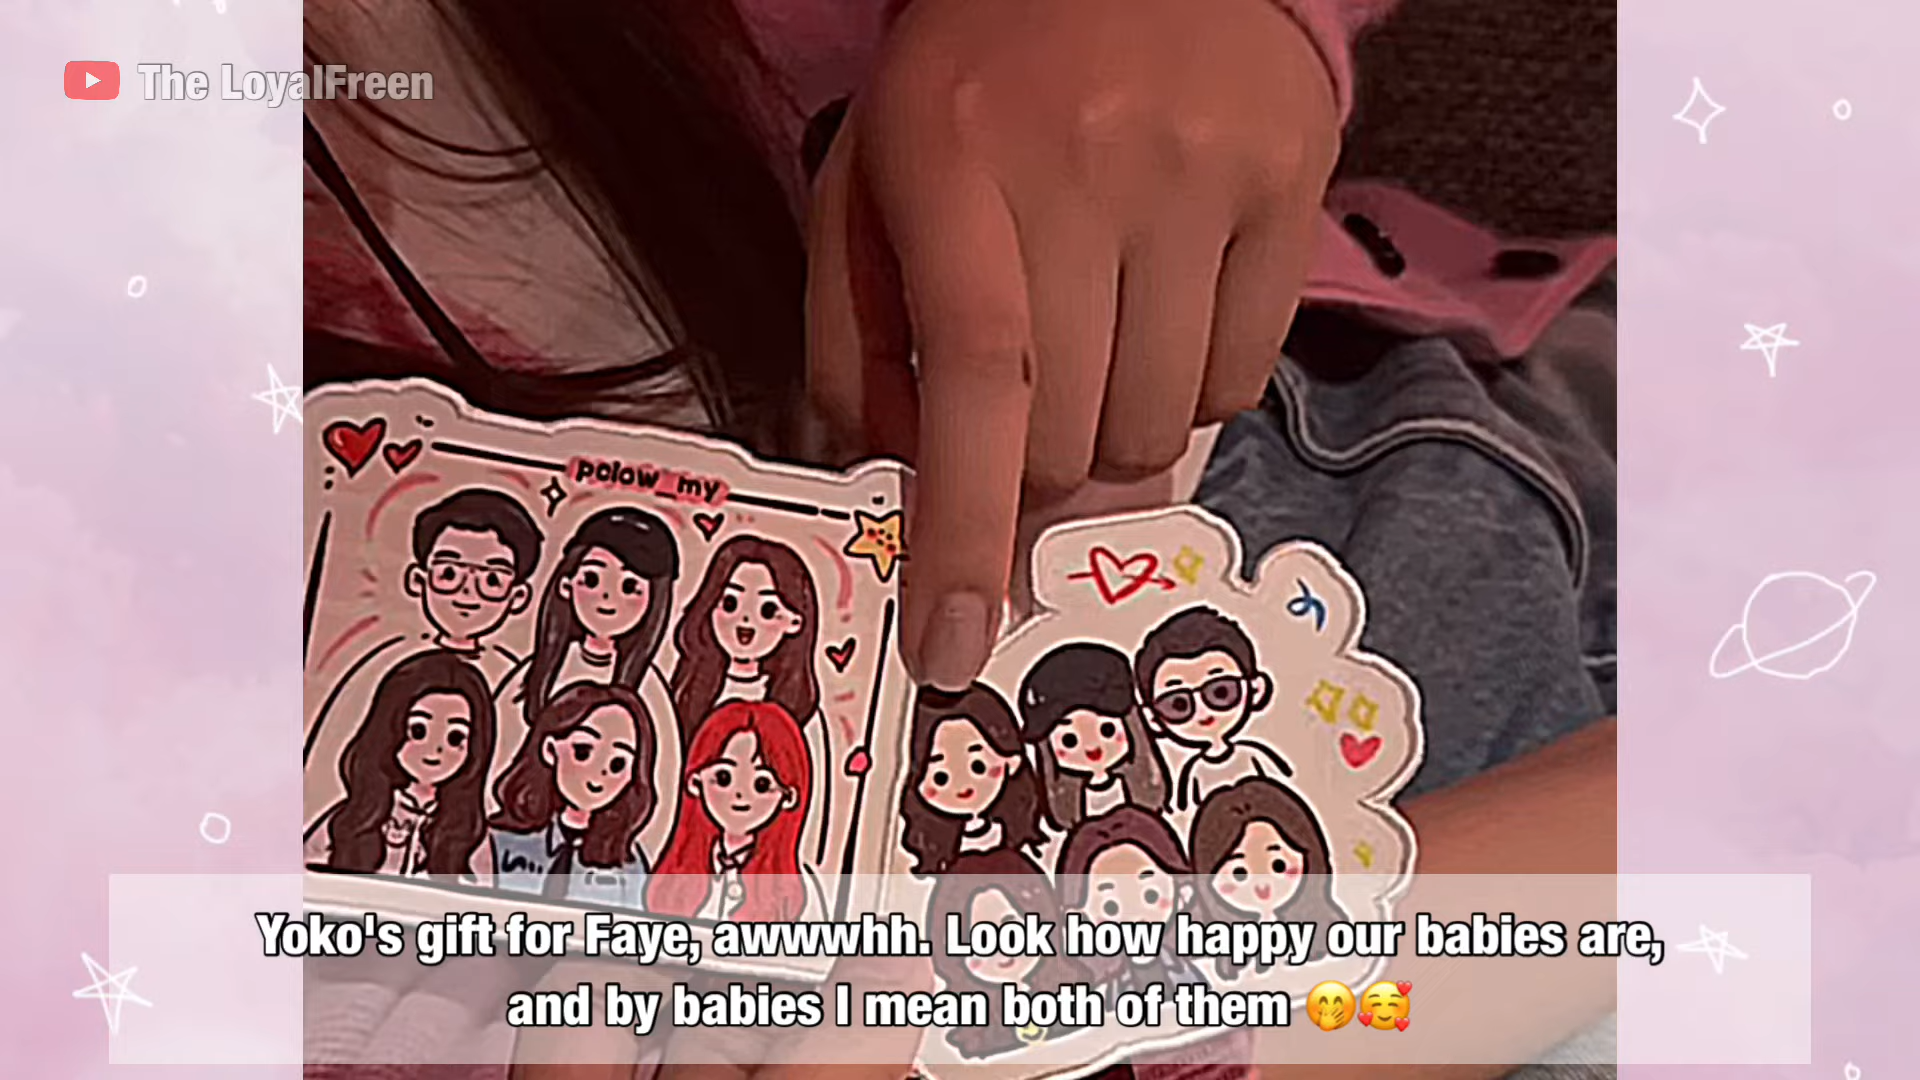 The LoyalFreen
polow_my
Yoko's gift for Faye, awwwhh. Look how happy our babies are,
and by babies I mean both of them 🤭🥰